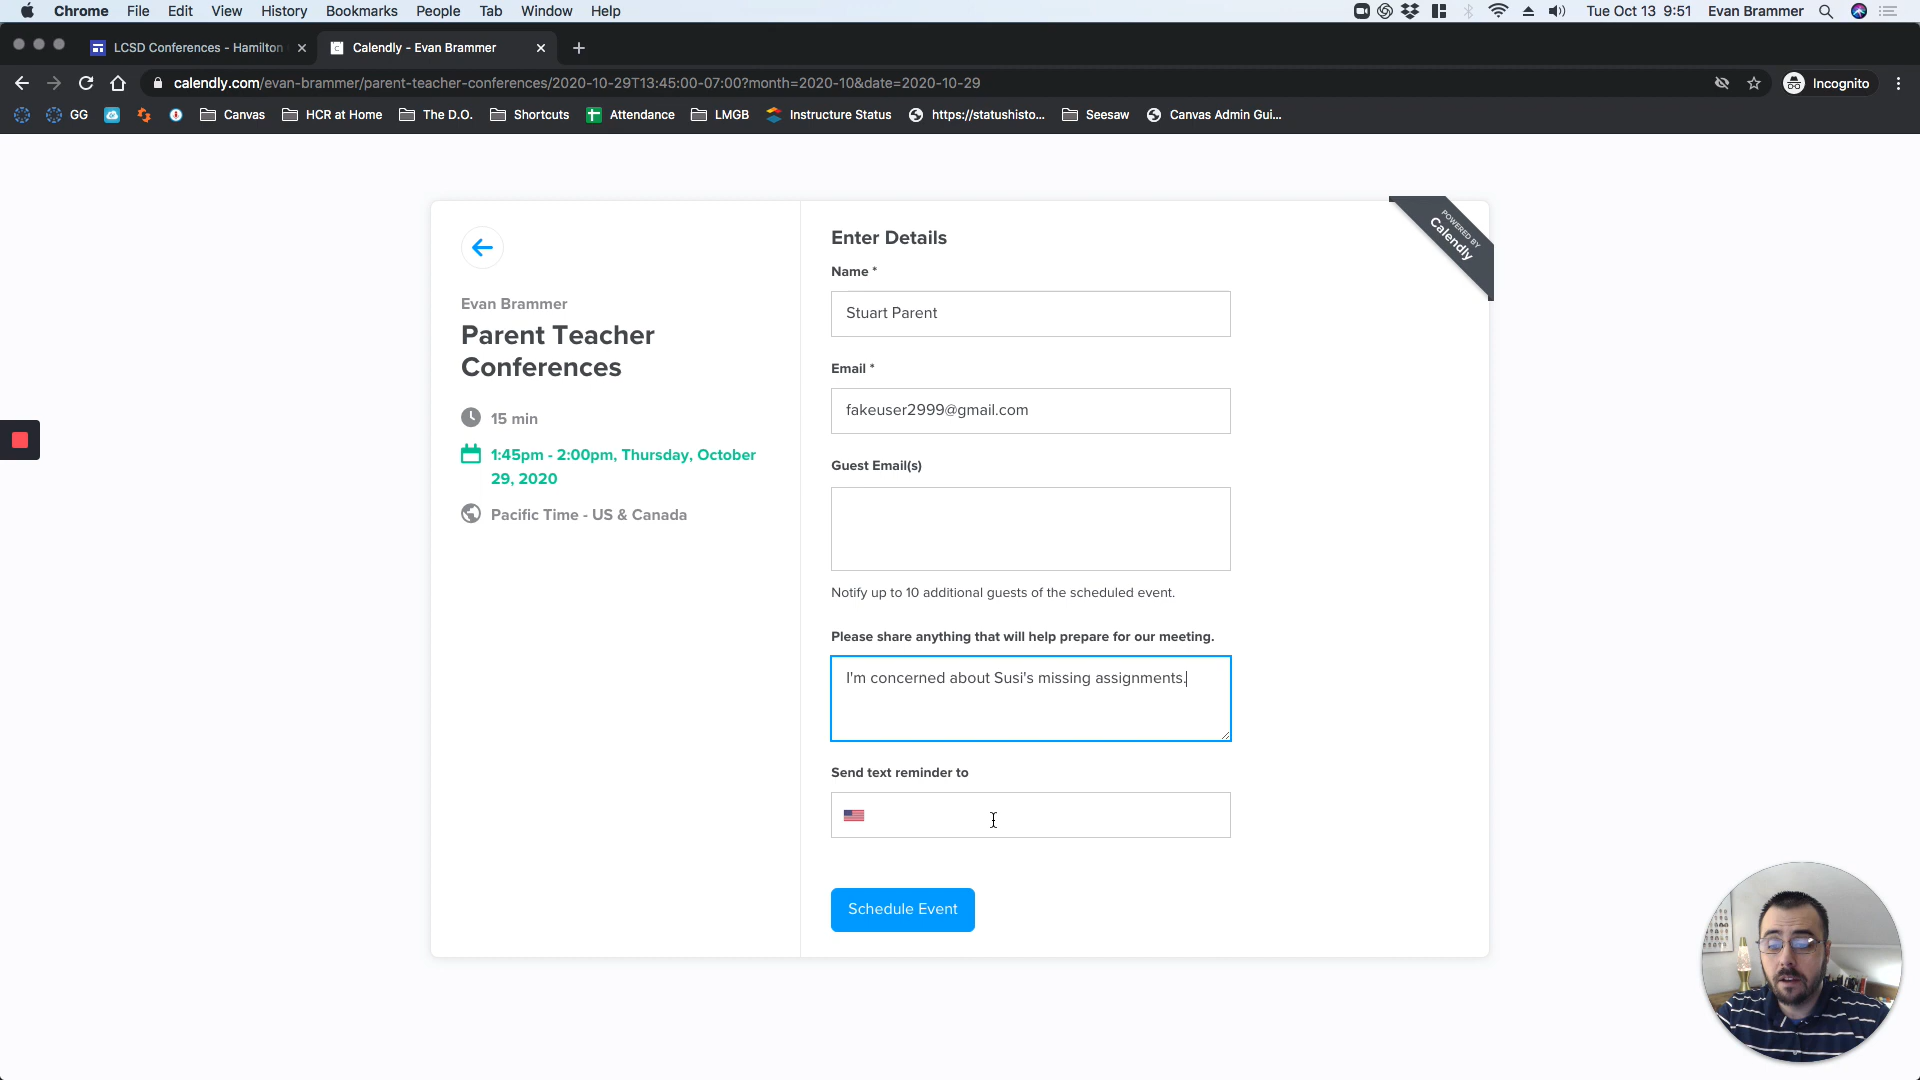 Chrome File Edit View History Bookmarks People Tab Window Help
Tue Oct 13 9:51 Evan Brammer
LCSD Conferences - Hamilton
Calendly - Evan Brammer
calendly.com/evan-brammer/parent-teacher-conferences/2020-10-29T13:45:00-07:00?month=2020-10&date=2020-10-29
Incognito
GG Canvas HCR at Home The D.O. Shortcuts Attendance LMGB Instructure Status https://statushisto... Seesaw Canvas Admin Gui...
POWERED BY
Calendly
Evan Brammer
Parent Teacher
Conferences
15 min
1:45pm - 2:00pm, Thursday, October
29, 2020
Pacific Time - US & Canada
Enter Details
Name *
Stuart Parent
Email *
fakeuser2999@gmail.com
Guest Email(s)
Notify up to 10 additional guests of the scheduled event.
Please share anything that will help prepare for our meeting.
I'm concerned about Susi's missing assignments.
Send text reminder to
Schedule Event